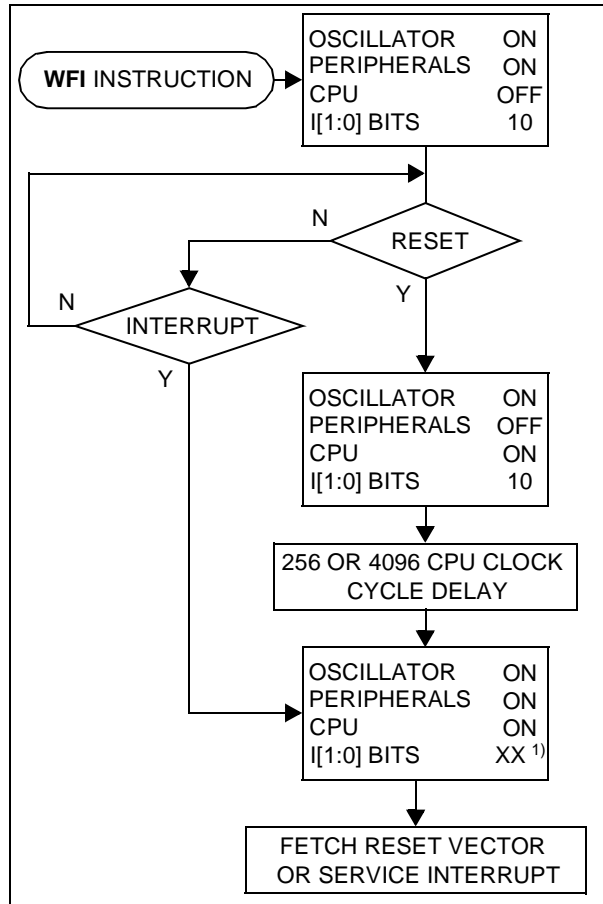 WFI INSTRUCTION
OSCILLATOR ON
PERIPHERALS ON
CPU OFF
I[1:0] BITS 10
N
RESET
Y
N
INTERRUPT
Y
OSCILLATOR ON
PERIPHERALS OFF
CPU ON
I[1:0] BITS 10
256 OR 4096 CPU CLOCK
CYCLE DELAY
OSCILLATOR ON
PERIPHERALS ON
CPU ON
I[1:0] BITS XX 1)
FETCH RESET VECTOR
OR SERVICE INTERRUPT